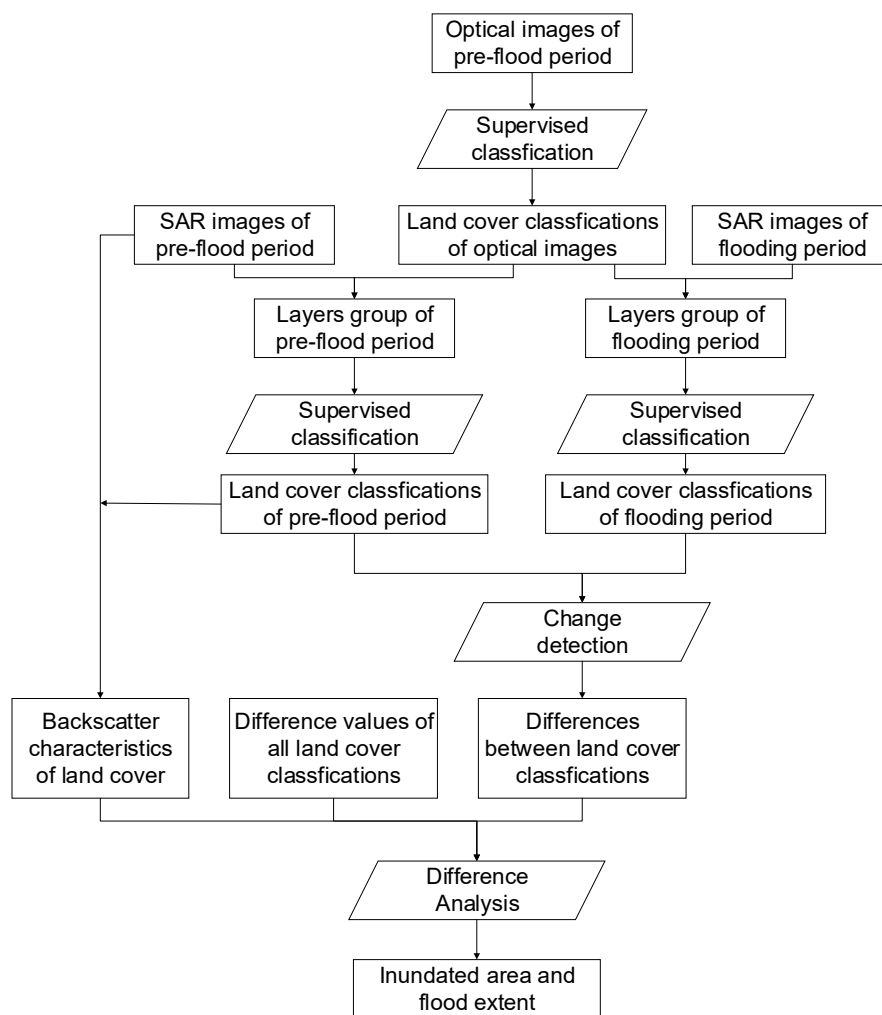 Optical images of
pre-flood period
Supervised
classfication
SAR images of
pre-flood period
Land cover classfications
of optical images
SAR images of
flooding period
Layers group of
pre-flood period
Layers group of
flooding period
Supervised
classification
Supervised
classification
Land cover classfications
of pre-flood period
Land cover classfications
of flooding period
Change
detection
Backscatter
characteristics
of land cover
Difference values of
all land cover
classfications
Differences
between land cover
classfications
Difference
Analysis
Inundated area and
flood extent